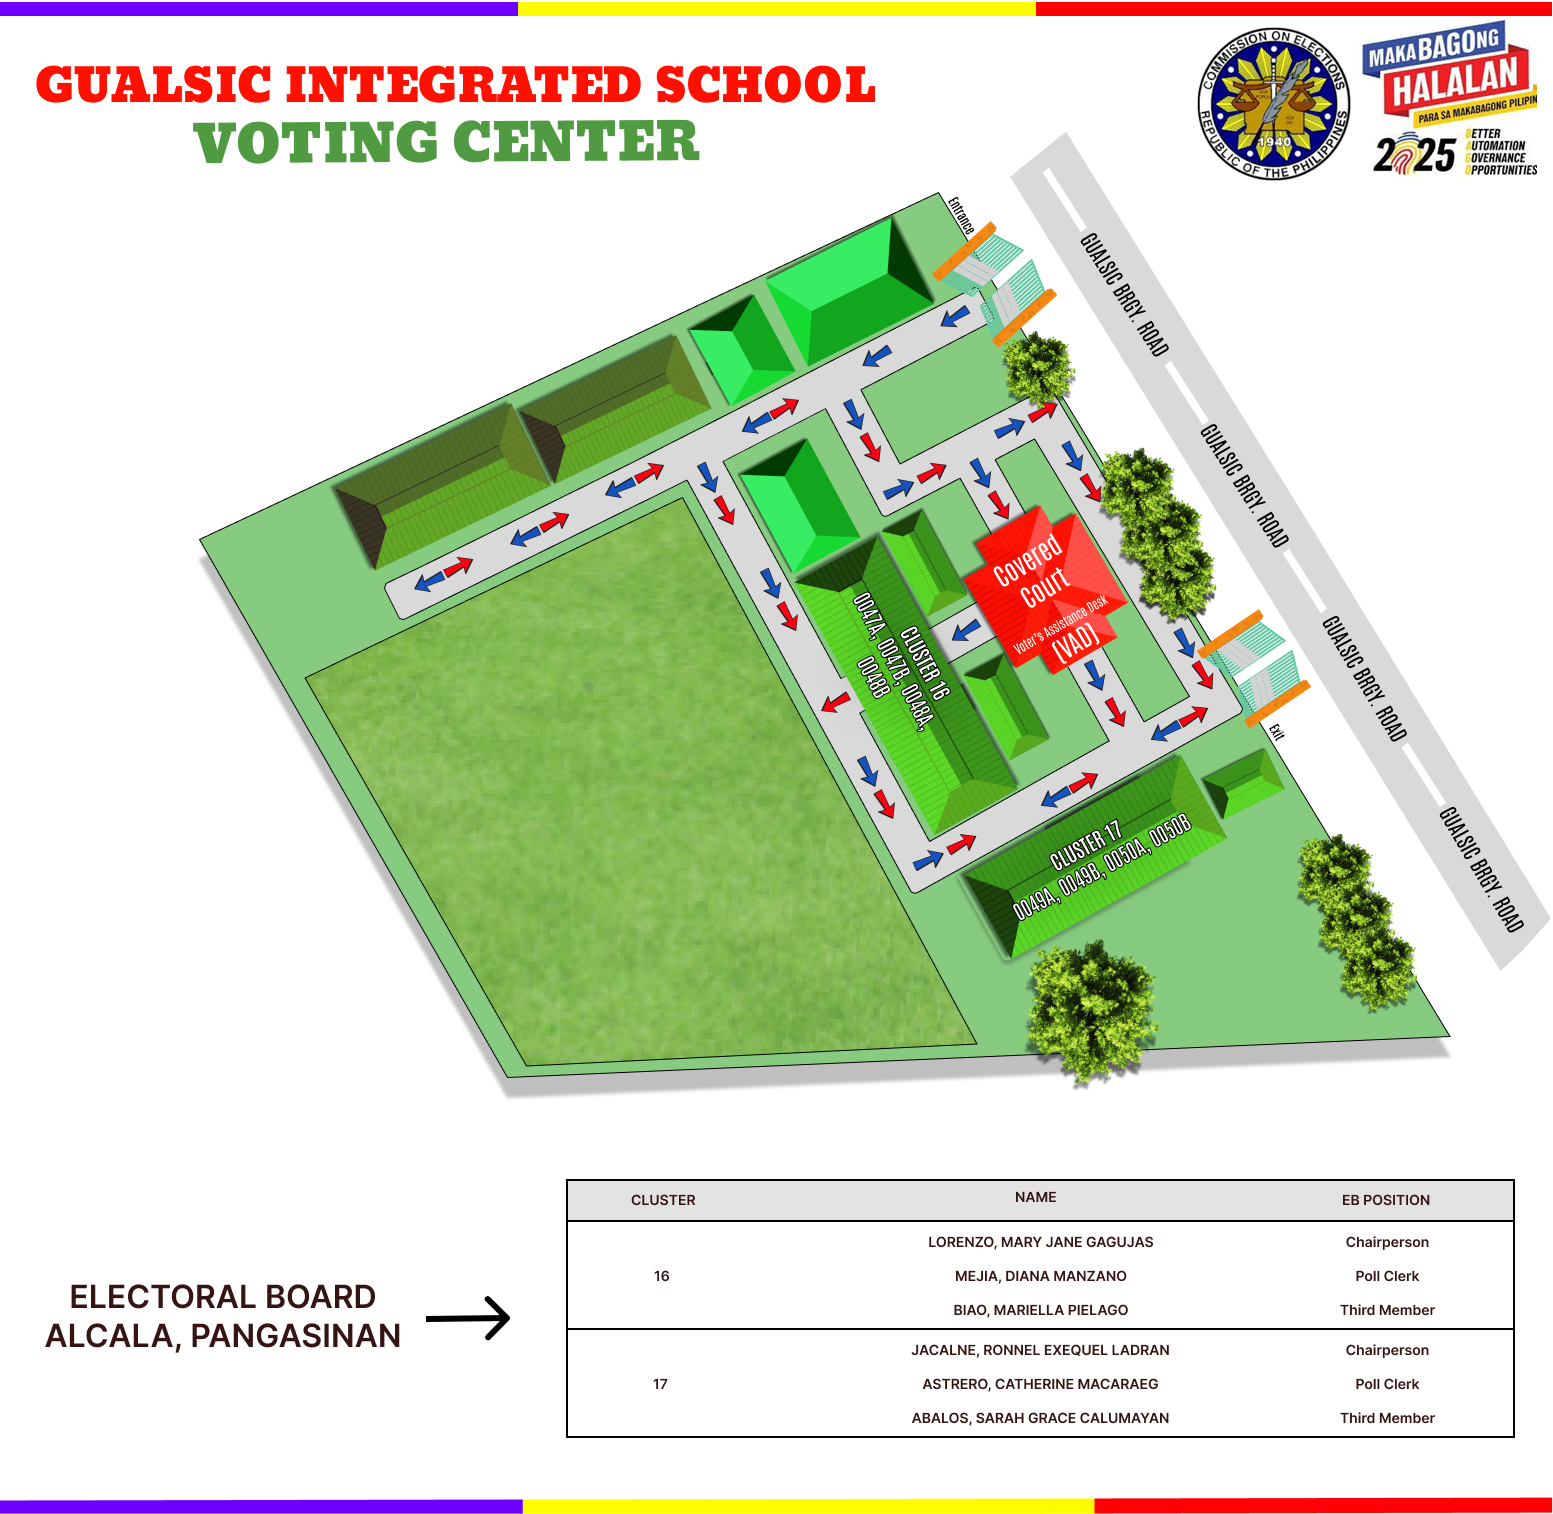 GUALSIC INTEGRATED SCHOOL
VOTING CENTER
COMMISSION ON ELECTIONS
REPUBLIC OF THE PHILIPPINES
1940
MAKABAGONG
HALALAN
PARA SA MAKABAGONG PILIPIN
2025
BETTER
AUTOMATION
GOVERNANCE
OPPORTUNITIES
Entrance
GUALSIC BRGY. ROAD
GUALSIC BRGY. ROAD
GUALSIC BRGY. ROAD
GUALSIC BRGY. ROAD
Covered
Court
Voter's Assistance Desk
(VAD)
CLUSTER 16
0047A, 0047B, 0048A,
0048B
Exit
CLUSTER 17
0049A, 0049B, 0050A, 0050B
ELECTORAL BOARD
ALCALA, PANGASINAN
CLUSTER NAME EB POSITION
LORENZO, MARY JANE GAGUJAS Chairperson
16 MEJIA, DIANA MANZANO Poll Clerk
BIAO, MARIELLA PIELAGO Third Member
JACALNE, RONNEL EXEQUEL LADRAN Chairperson
17 ASTRERO, CATHERINE MACARAEG Poll Clerk
ABALOS, SARAH GRACE CALUMAYAN Third Member